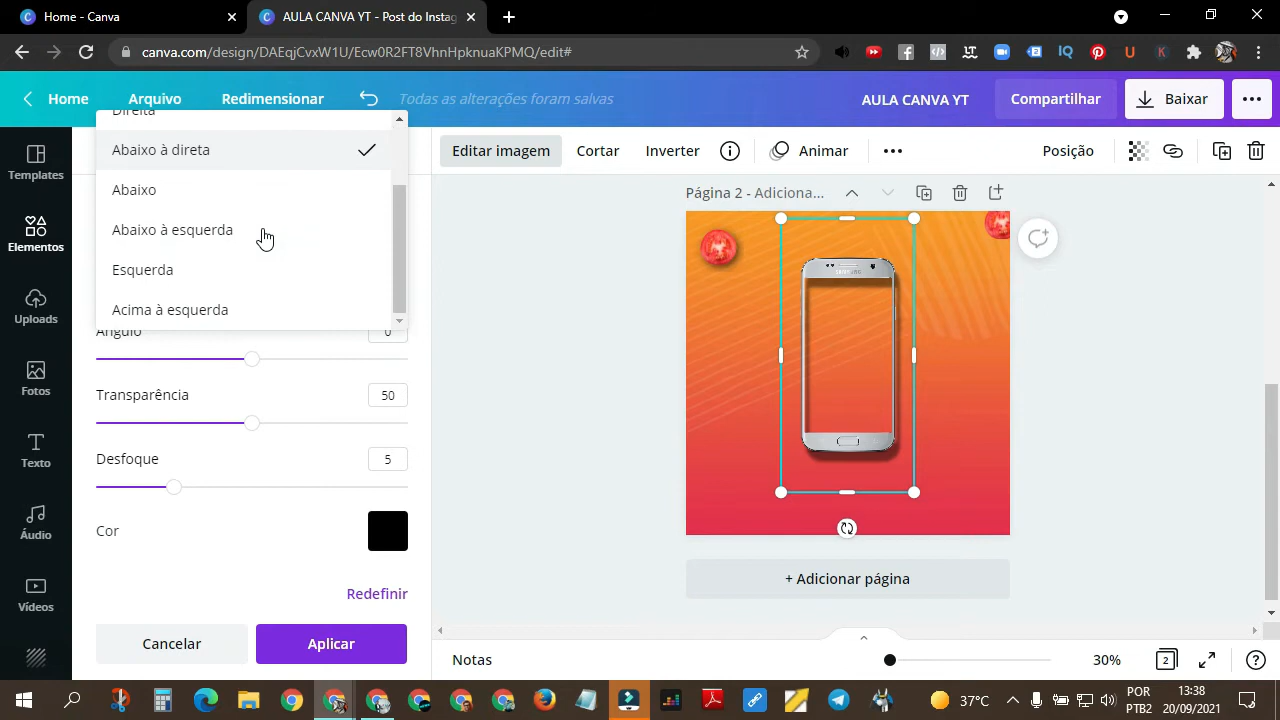 Home - Canva
AULA CANVA YT - Post do Instag
canva.com/design/DAEqjCvxW1U/Ecw0R2FT8VhnHpknuaKPMQ/edit#
Home
Arquivo
Redimensionar
Todas as alterações foram salvas
AULA CANVA YT
Compartilhar
Baixar
Templates
Elementos
Uploads
Fotos
Texto
Áudio
Vídeos
Direita
Abaixo à direta
Abaixo
Abaixo à esquerda
Esquerda
Acima à esquerda
Ângulo 0
Transparência 50
Desfoque 5
Cor
Redefinir
Cancelar
Aplicar
Editar imagem
Cortar
Inverter
Animar
Posição
Página 2 - Adiciona...
SAMSUNG
+ Adicionar página
Notas
30%
2
37°C
POR
PTB2
13:38
20/09/2021